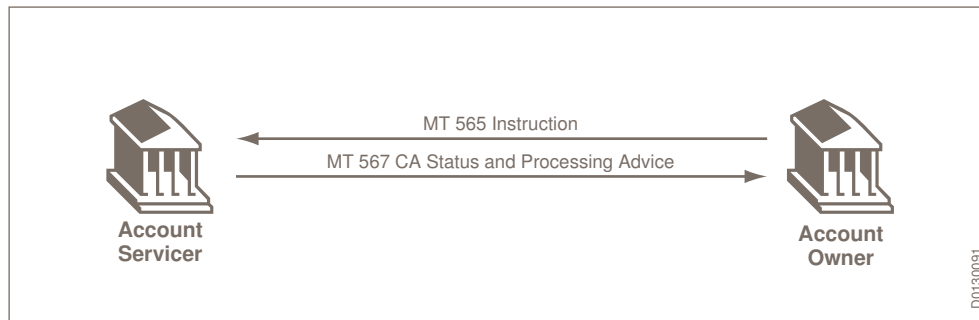 MT 565 Instruction
MT 567 CA Status and Processing Advice
Account
Servicer
Account
Owner
D0130091